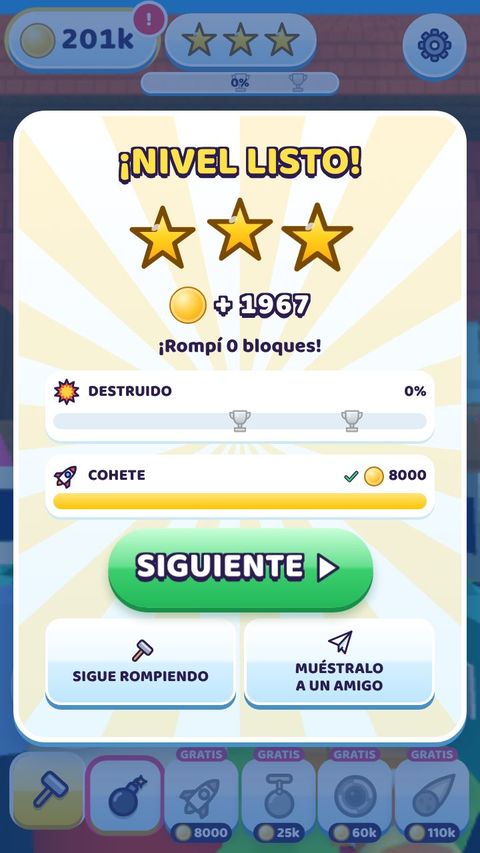 201k
!
0%
¡NIVEL LISTO!
+ 1967
¡Rompí 0 bloques!
DESTRUIDO 0%
COHETE 8000
SIGUIENTE
SIGUE ROMPIENDO
MUÉSTRALO
A UN AMIGO
GRATIS GRATIS GRATIS GRATIS
8000 25k 60k 110k